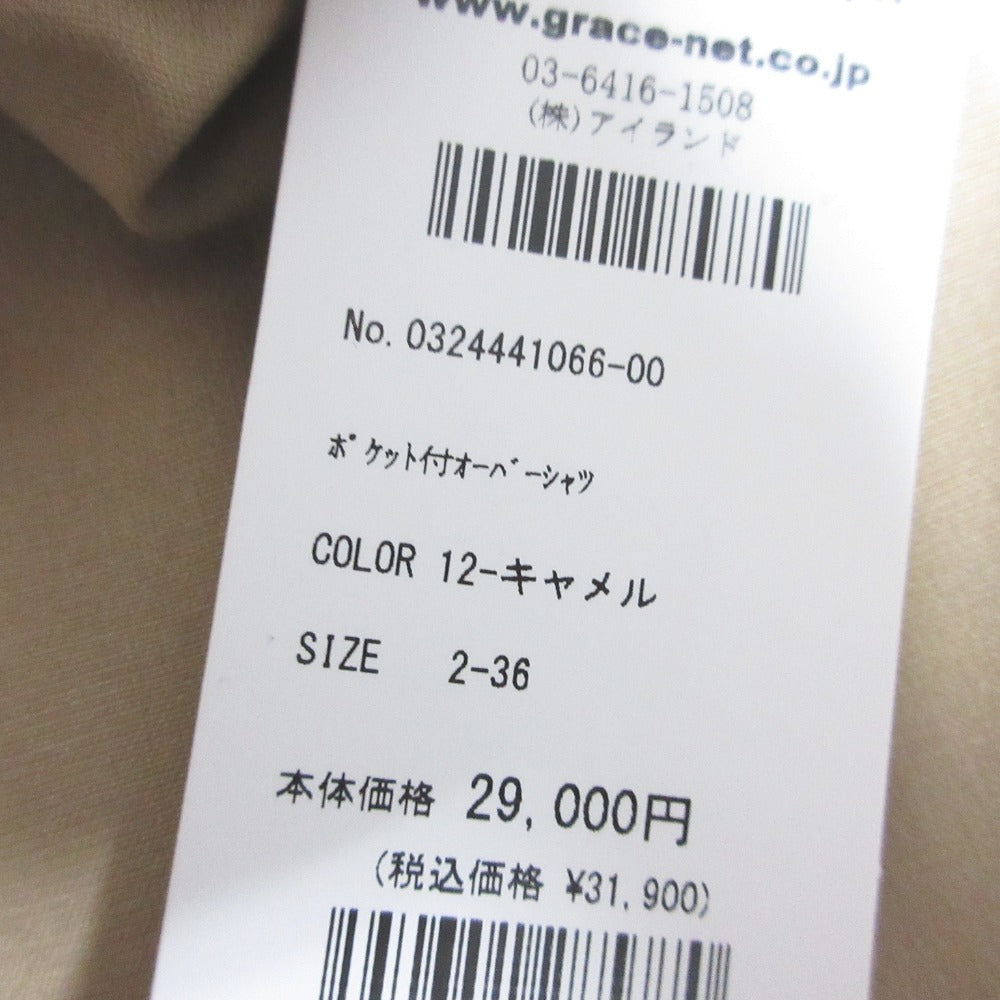 www.grace-net.co.jp
03-6416-1508
(株)アイランド
No. 0324441066-00
ポケット付オーバーシャツ
COLOR 12-キャメル
SIZE 2-36
本体価格 29,000円
(税込価格 ¥31,900)